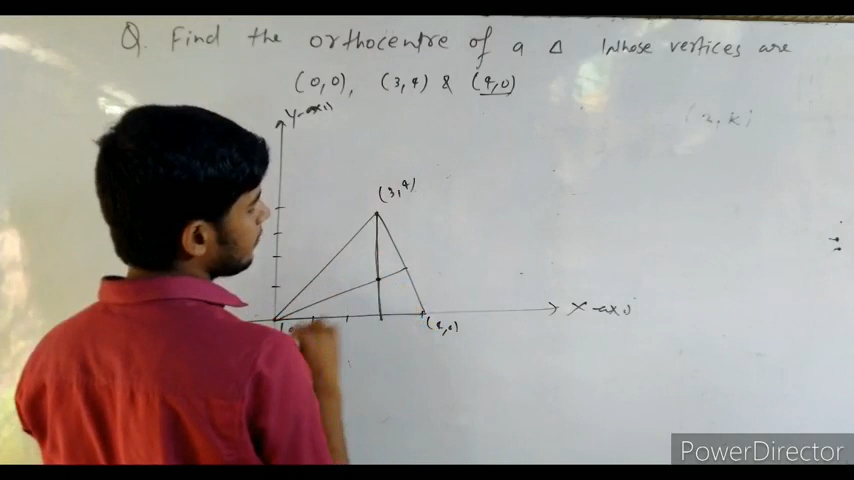 Q. Find the orthocentre of a Δ Whose vertices are
(0,0), (3,4) & (4,0)
Y-axis
(3,4)
X-axis
(4,0)
PowerDirector